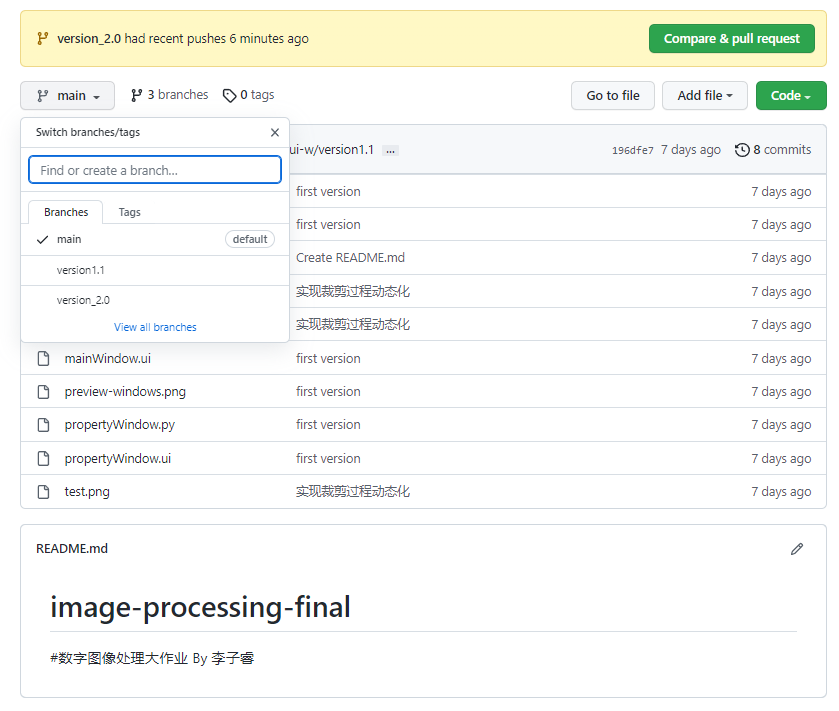 version_2.0 had recent pushes 6 minutes ago
Compare & pull request
main
3 branches
0 tags
Go to file
Add file
Code
Switch branches/tags
Find or create a branch...
Branches
Tags
main
default
version1.1
version_2.0
View all branches
ui-w/version1.1 ...
196dfe7 7 days ago
8 commits
first version
7 days ago
first version
7 days ago
Create README.md
7 days ago
实现裁剪过程动态化
7 days ago
实现裁剪过程动态化
7 days ago
mainWindow.ui
first version
7 days ago
preview-windows.png
first version
7 days ago
propertyWindow.py
first version
7 days ago
propertyWindow.ui
first version
7 days ago
test.png
实现裁剪过程动态化
7 days ago
README.md
image-processing-final
#数字图像处理大作业 By 李子睿